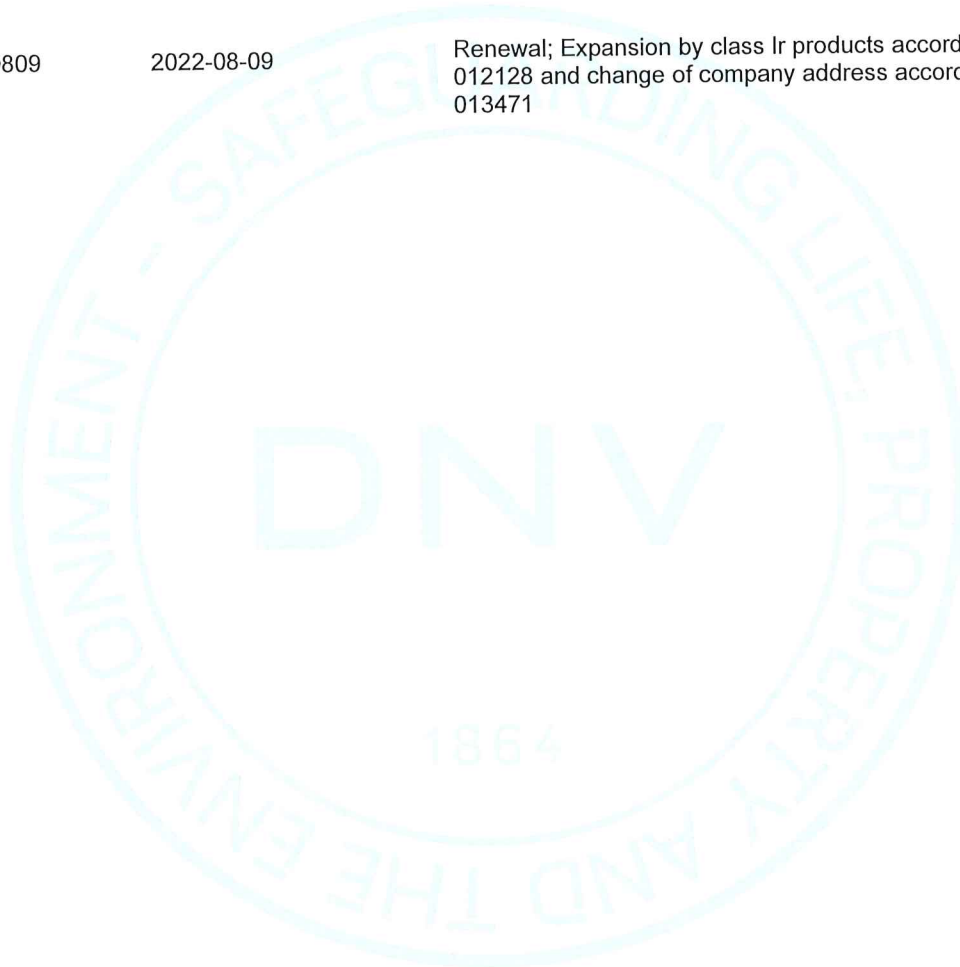 809 2022-08-09 Renewal; Expansion by class Ir products accord
012128 and change of company address accord
013471
SAFEGUARDING LIFE, PROPERTY AND THE ENVIRONMENT -
DNV
1864